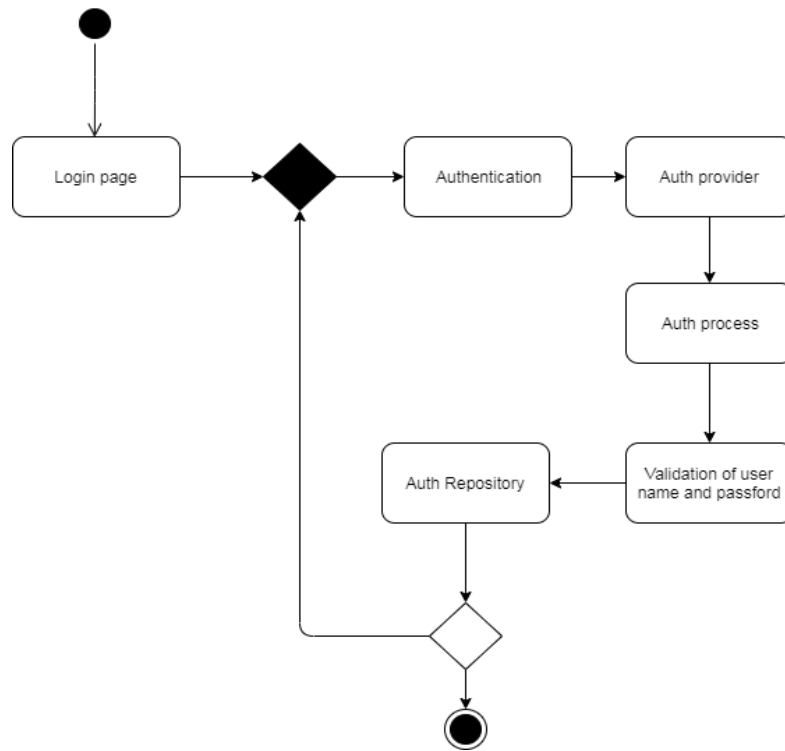 Login page
Authentication
Auth provider
Auth process
Validation of user
name and passford
Auth Repository